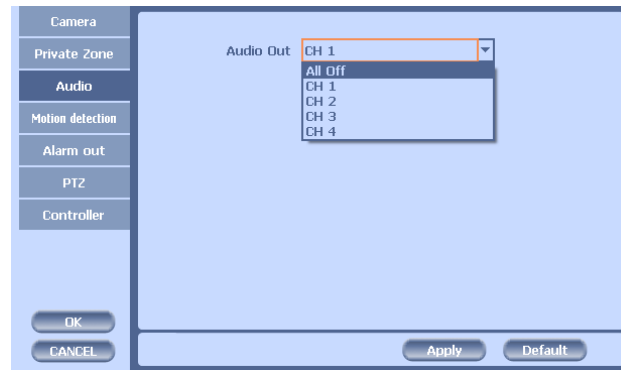 Camera
Private Zone
Audio
Motion detection
Alarm out
PTZ
Controller
OK
CANCEL
Audio Out CH 1
All Off
CH 1
CH 2
CH 3
CH 4
Apply Default